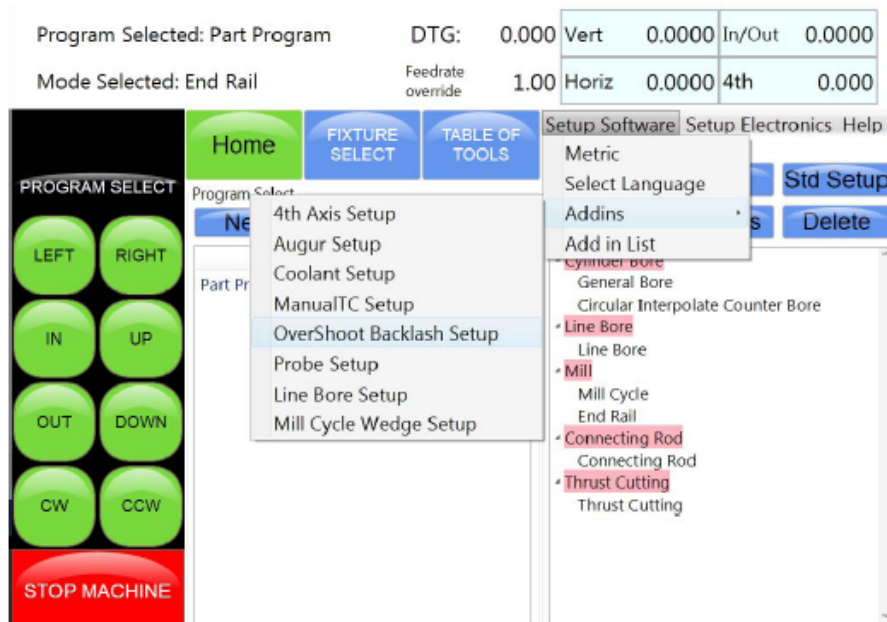 Program Selected: Part Program DTG: 0.000 Vert 0.0000 In/Out 0.0000
Mode Selected: End Rail Feedrate override 1.00 Horiz 0.0000 4th 0.000
Home
FIXTURE SELECT
TABLE OF TOOLS
Setup Software Setup Electronics Help
Metric
Select Language
Addins
Add in List
Std Setup
Delete
PROGRAM SELECT
LEFT RIGHT
IN UP
OUT DOWN
CW CCW
STOP MACHINE
Program Select
4th Axis Setup
Augur Setup
Coolant Setup
ManualTC Setup
OverShoot Backlash Setup
Probe Setup
Line Bore Setup
Mill Cycle Wedge Setup
Cylinder Bore
General Bore
Circular Interpolate Counter Bore
Line Bore
Line Bore
Mill
Mill Cycle
End Rail
Connecting Rod
Connecting Rod
Thrust Cutting
Thrust Cutting